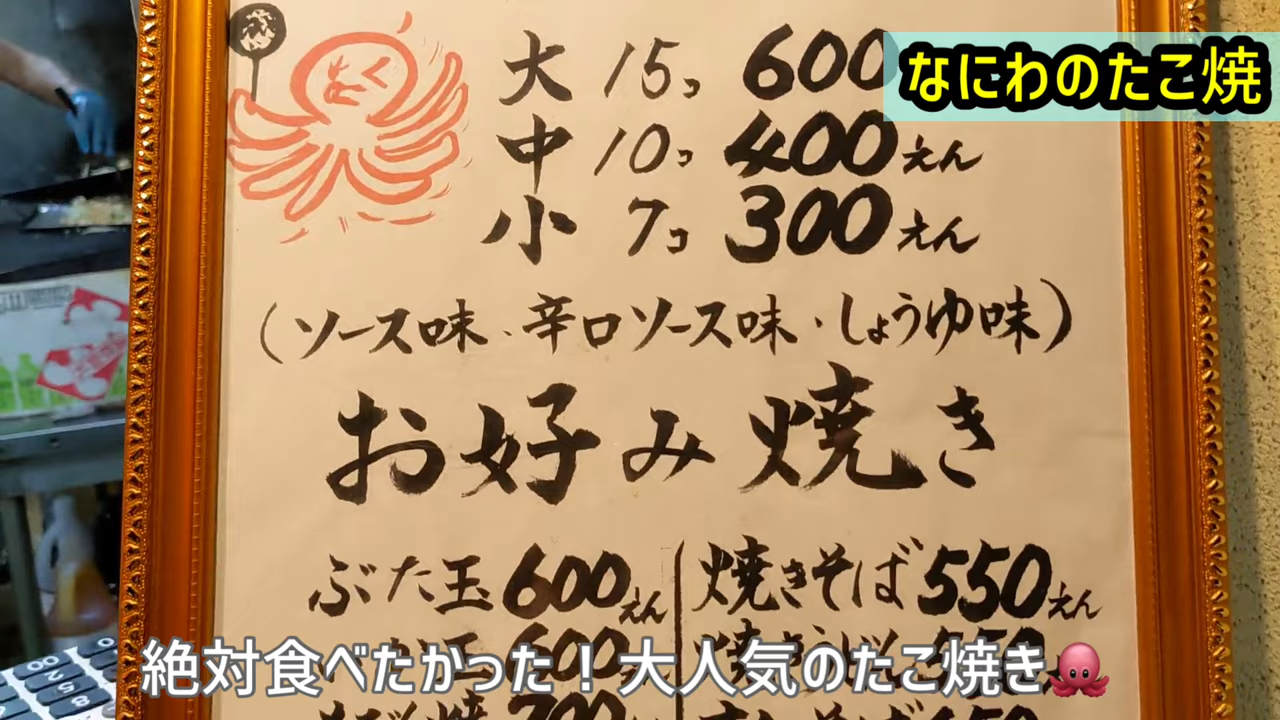 なにわのたこ焼
大 15コ 600
中 10コ 400えん
小 7コ 300えん
(ソース味・辛口ソース味・しょうゆ味)
お好み焼き
ぶた玉 600えん
焼きそば 550えん
絶対食べたかった！大人気のたこ焼き🐙